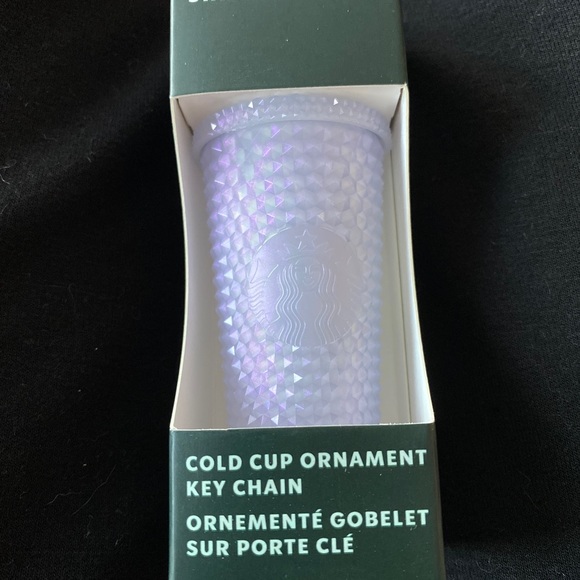 COLD CUP ORNAMENT
KEY CHAIN
ORNEMENTÉ GOBELET
SUR PORTE CLÉ